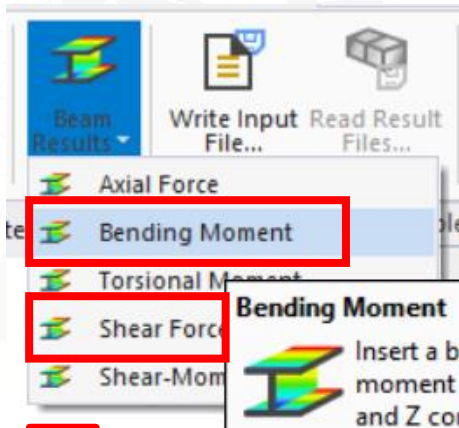 Beam
Results
Write Input
File...
Read Result
Files...
Axial Force
Bending Moment
Torsional Moment
Shear Force
Bending Moment
Insert a b
moment
and Z co
Shear-Mom